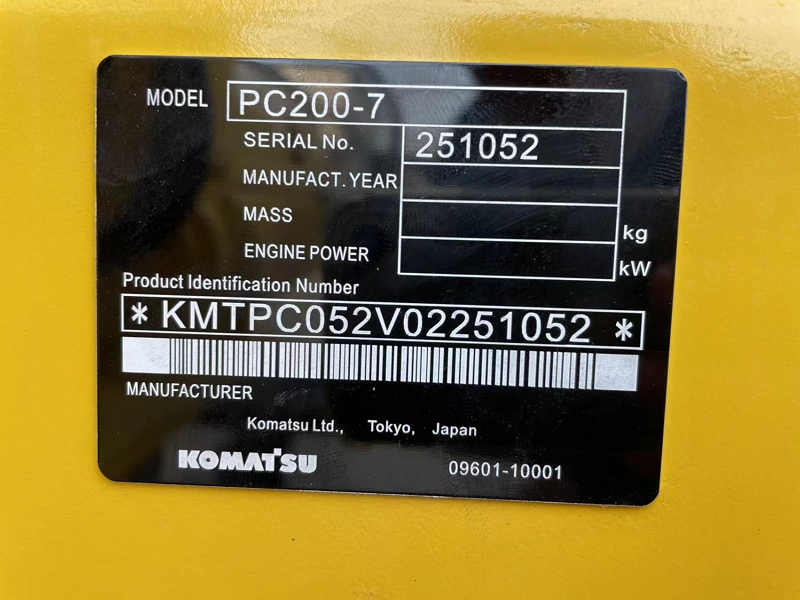 MODEL PC200-7
SERIAL No. 251052
MANUFACT. YEAR
MASS kg
ENGINE POWER kW
Product Identification Number
* KMTPC052V02251052 *
MANUFACTURER
Komatsu Ltd., Tokyo, Japan
KOMATSU 09601-10001